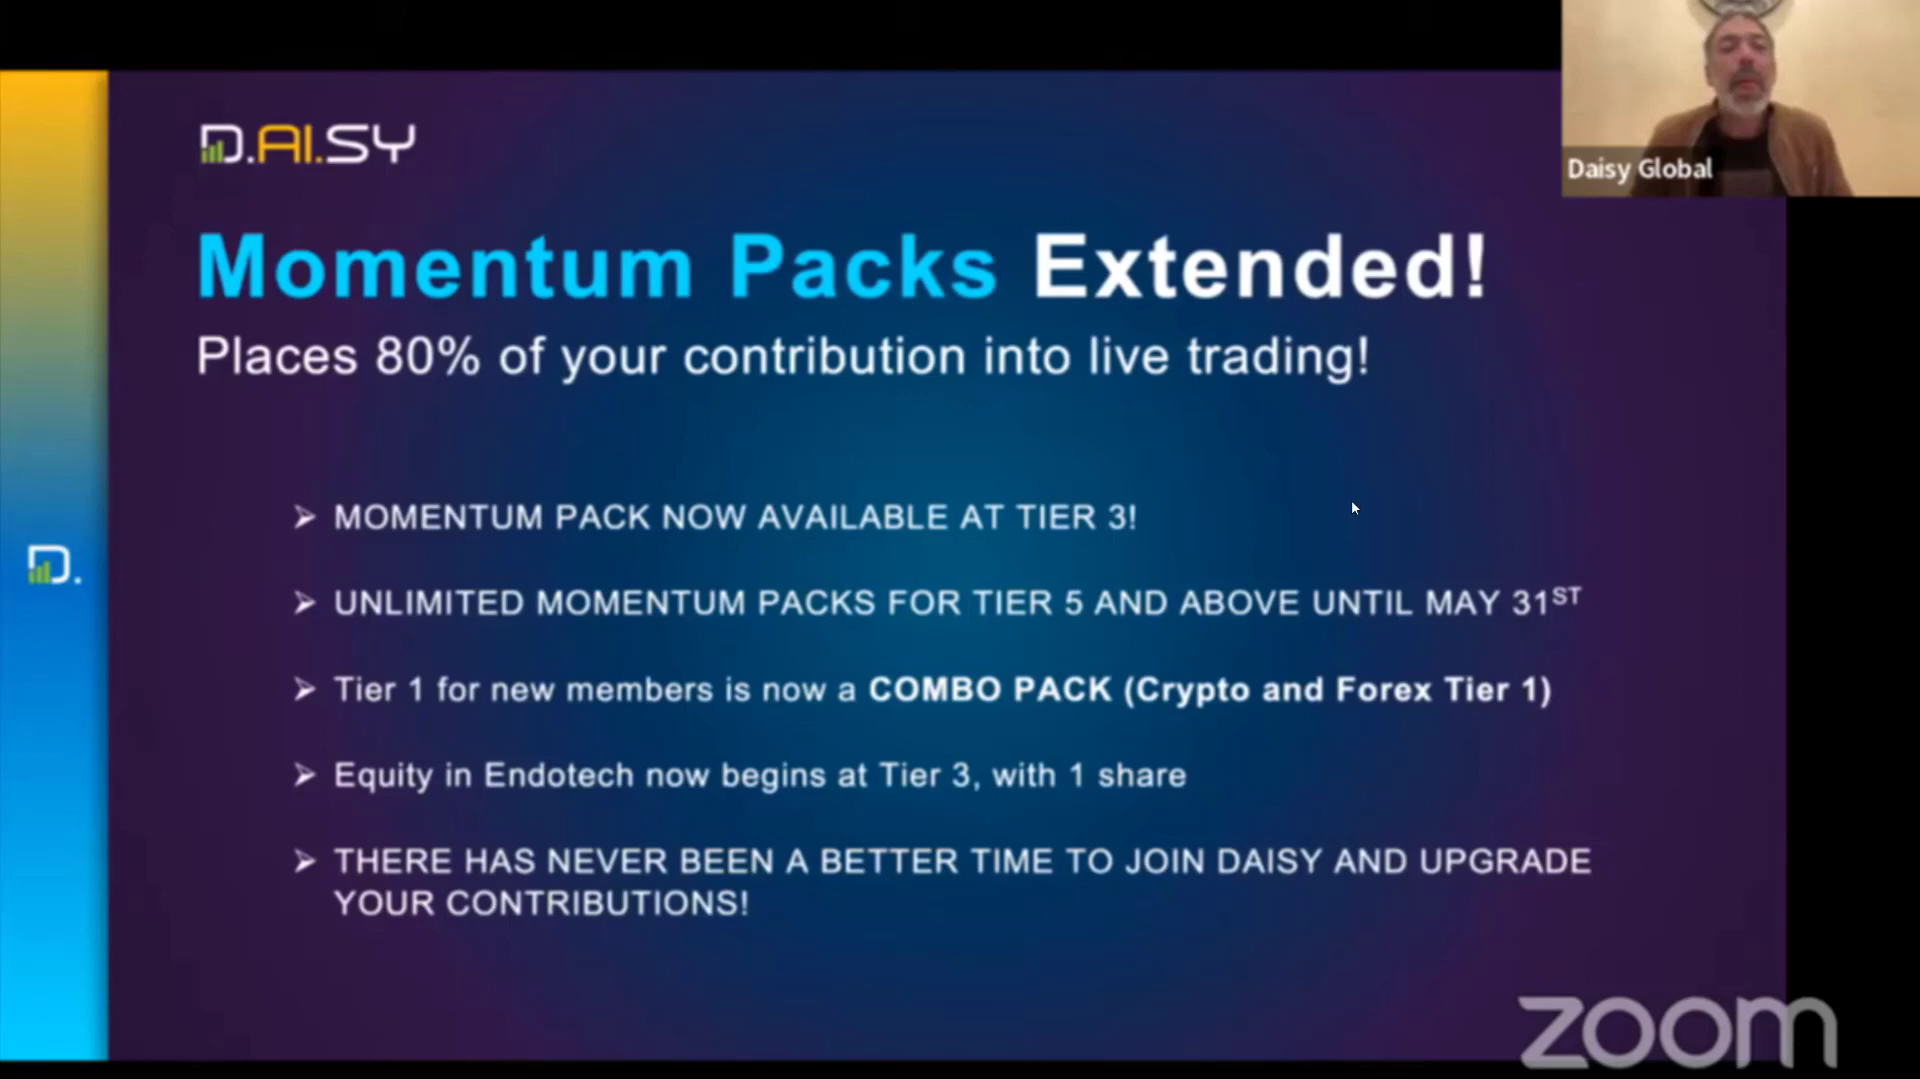 D.AI.SY
Daisy Global
Momentum Packs Extended!
Places 80% of your contribution into live trading!
➢ MOMENTUM PACK NOW AVAILABLE AT TIER 3!
➢ UNLIMITED MOMENTUM PACKS FOR TIER 5 AND ABOVE UNTIL MAY 31ST
➢ Tier 1 for new members is now a COMBO PACK (Crypto and Forex Tier 1)
➢ Equity in Endotech now begins at Tier 3, with 1 share
➢ THERE HAS NEVER BEEN A BETTER TIME TO JOIN DAISY AND UPGRADE
YOUR CONTRIBUTIONS!
D.
zoom